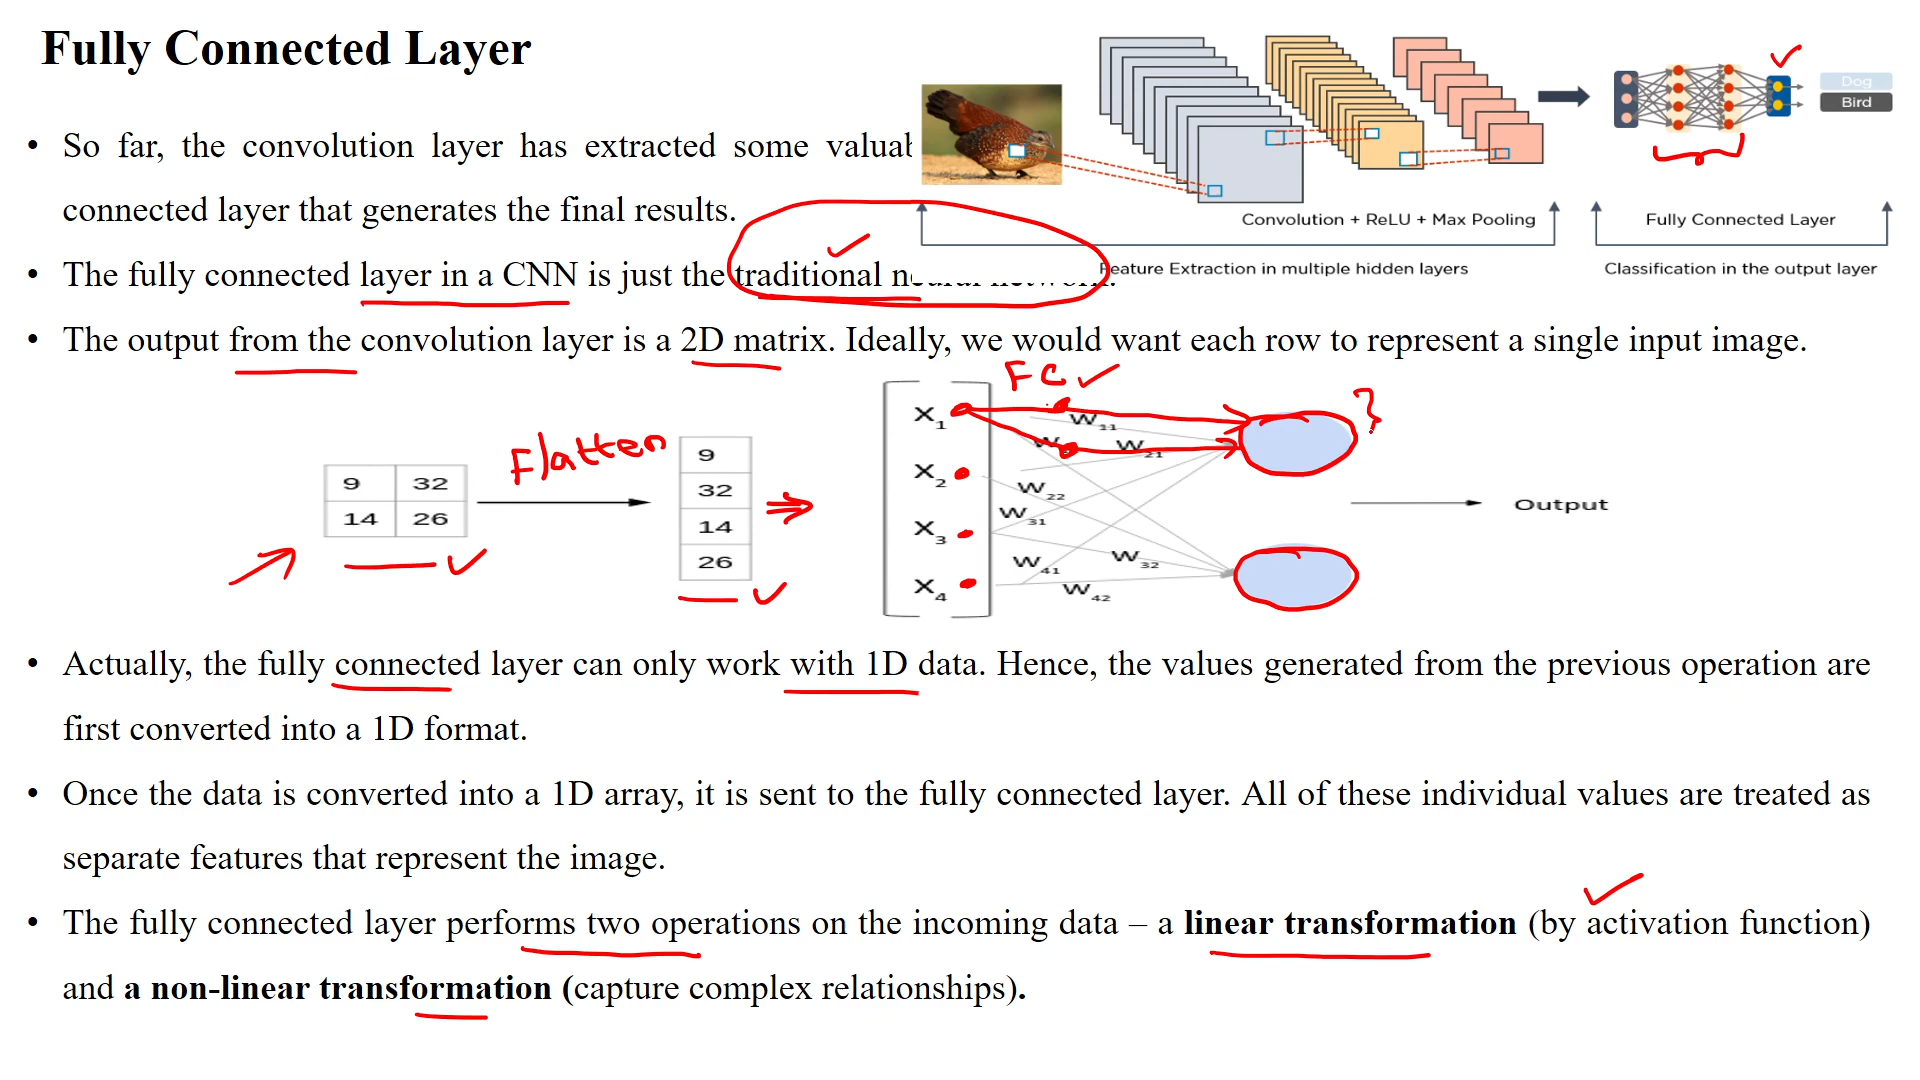 Fully Connected Layer
Dog
Bird
• So far, the convolution layer has extracted some
connected layer that generates the final results.
Convolution + ReLU + Max Pooling
Fully Connected Layer
Feature Extraction in multiple hidden layers
Classification in the output layer
• The fully connected layer in a CNN is just the traditional neural network.
• The output from the convolution layer is a 2D matrix. Ideally, we would want each row to represent a single input image.
FC
?
Flatten
9 32
14 26
9
32
14
26
X1
X2
X3
X4
W11
W21
W22
W31
W41
W32
W42
Output
• Actually, the fully connected layer can only work with 1D data. Hence, the values generated from the previous operation are
first converted into a 1D format.
• Once the data is converted into a 1D array, it is sent to the fully connected layer. All of these individual values are treated as
separate features that represent the image.
• The fully connected layer performs two operations on the incoming data – a linear transformation (by activation function)
and a non-linear transformation (capture complex relationships).